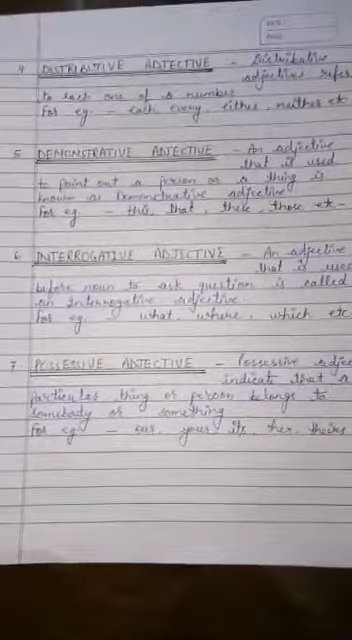 DATE
PAGE
4 DISTRIBUTIVE ADJECTIVE - Distributive
adjectives refer
to each one of a number
For eg - each every, either, neither etc
5 DEMONSTRATIVE ADJECTIVE - An adjective
that is used
to point out a person or a thing is
known as Demonstrative adjective
For eg - this, that, these, those etc -
6 INTERROGATIVE ADJECTIVE - An adjective
that is used
before noun to ask question is called
an Interrogative adjective
For eg. what, where, which etc
7 POSSESSIVE ADJECTIVE - Possessive adje
indicate that a
particular thing or person belongs to
somebody or something
For eg - our, your its, her, theirs